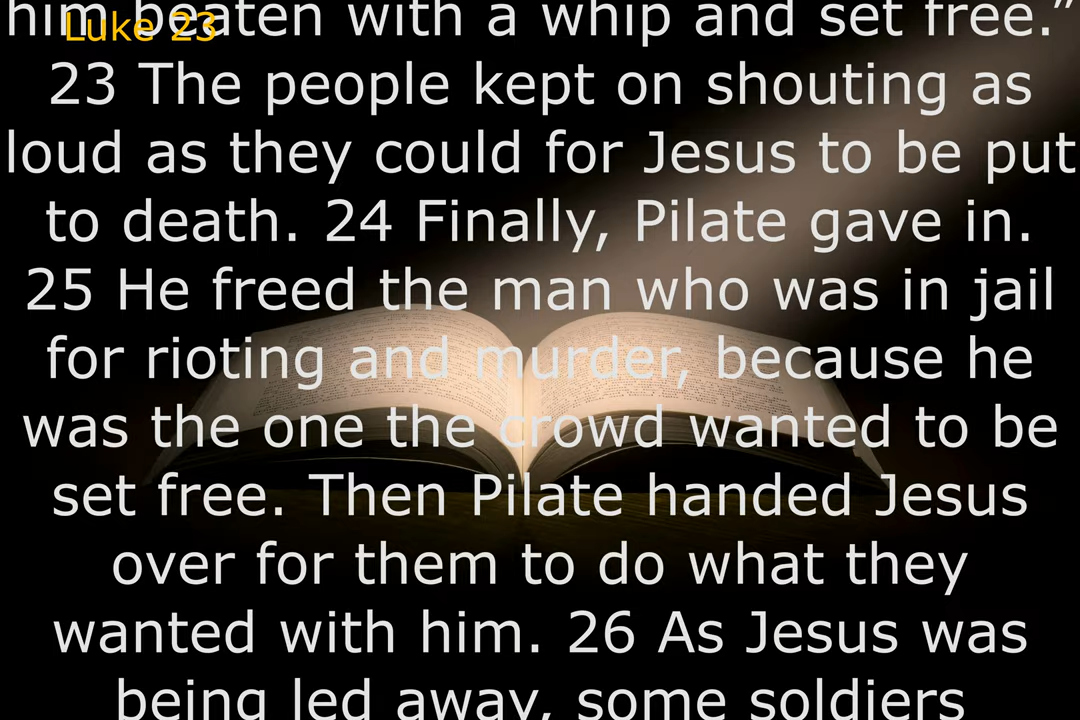 Luke 23
him beaten with a whip and set free.”
23 The people kept on shouting as
loud as they could for Jesus to be put
to death. 24 Finally, Pilate gave in.
25 He freed the man who was in jail
for rioting and murder, because he
was the one the crowd wanted to be
set free. Then Pilate handed Jesus
over for them to do what they
wanted with him. 26 As Jesus was
being led away, some soldiers